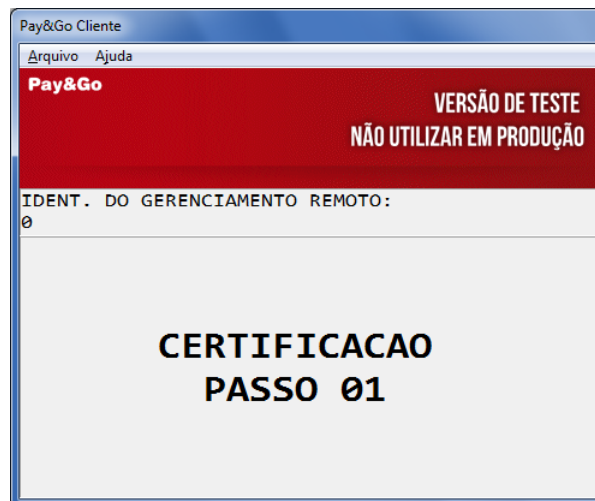 Pay&Go Cliente
Arquivo Ajuda
Pay&Go
VERSÃO DE TESTE
NÃO UTILIZAR EM PRODUÇÃO
IDENT. DO GERENCIAMENTO REMOTO:
0
CERTIFICACAO
PASSO 01